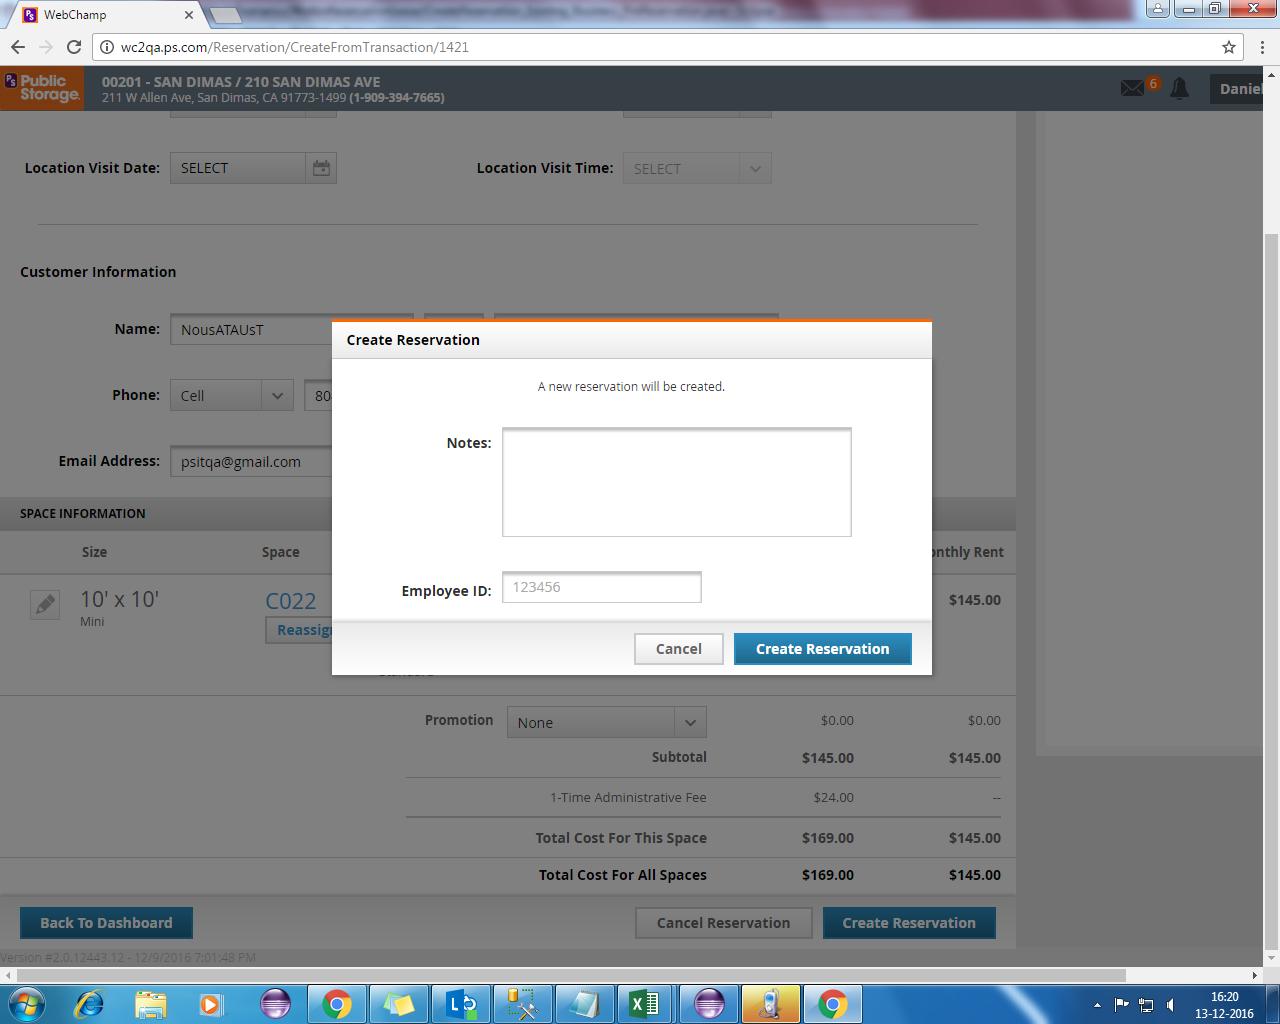 WebChamp
wc2qa.ps.com/Reservation/CreateFromTransaction/1421
PS Public Storage.
00201 - SAN DIMAS / 210 SAN DIMAS AVE
211 W Allen Ave, San Dimas, CA 91773-1499 (1-909-394-7665)
6
Daniel
Location Visit Date: SELECT
Location Visit Time: SELECT
Customer Information
Name: NousATAUsT
Phone: Cell 80
Email Address: psitqa@gmail.com
Create Reservation
A new reservation will be created.
Notes:
Employee ID: 123456
Cancel Create Reservation
SPACE INFORMATION
Size Space onthly Rent
10' x 10' C022 $145.00
Mini
Reassig
Promotion None $0.00 $0.00
Subtotal $145.00 $145.00
1-Time Administrative Fee $24.00 --
Total Cost For This Space $169.00 $145.00
Total Cost For All Spaces $169.00 $145.00
Back To Dashboard Cancel Reservation Create Reservation
Version #2.0.12443.12 - 12/9/2016 7:01:48 PM
16:20
13-12-2016